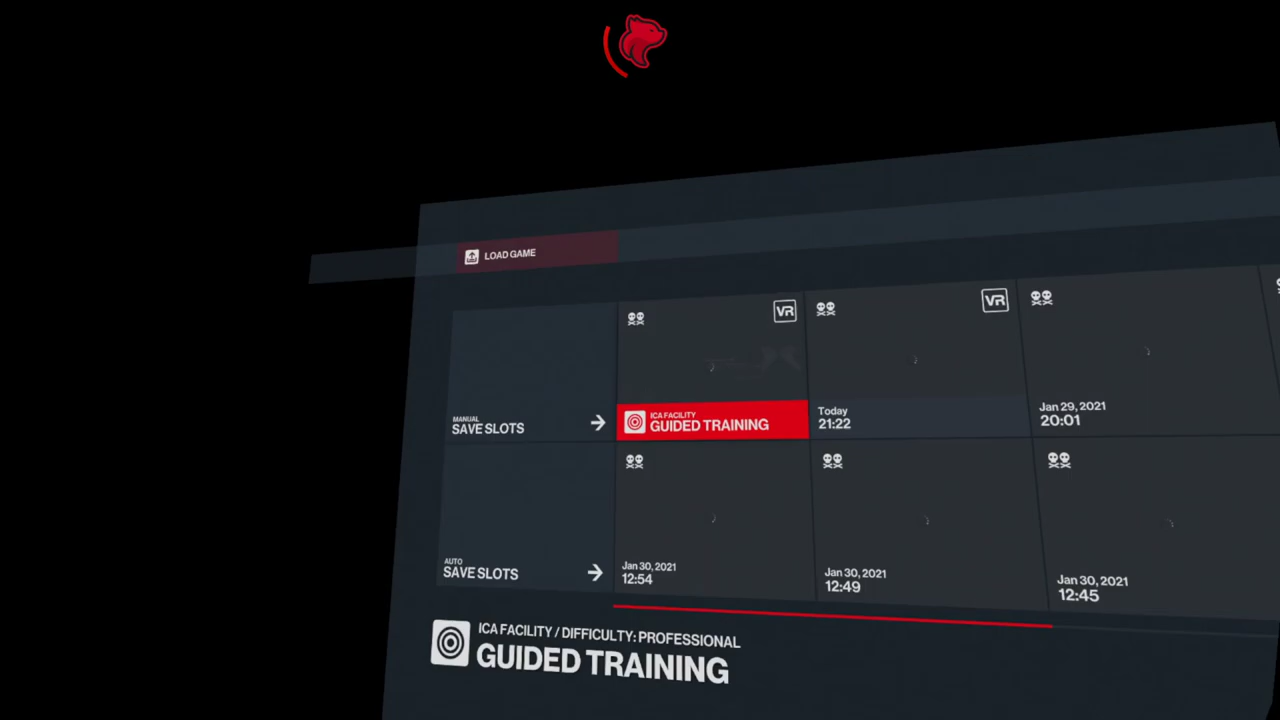 LOAD GAME
VR
VR
MANUAL
SAVE SLOTS
ICA FACILITY
GUIDED TRAINING
Today
21:22
Jan 29, 2021
20:01
AUTO
SAVE SLOTS
Jan 30, 2021
12:54
Jan 30, 2021
12:49
Jan 30, 2021
12:45
ICA FACILITY / DIFFICULTY: PROFESSIONAL
GUIDED TRAINING